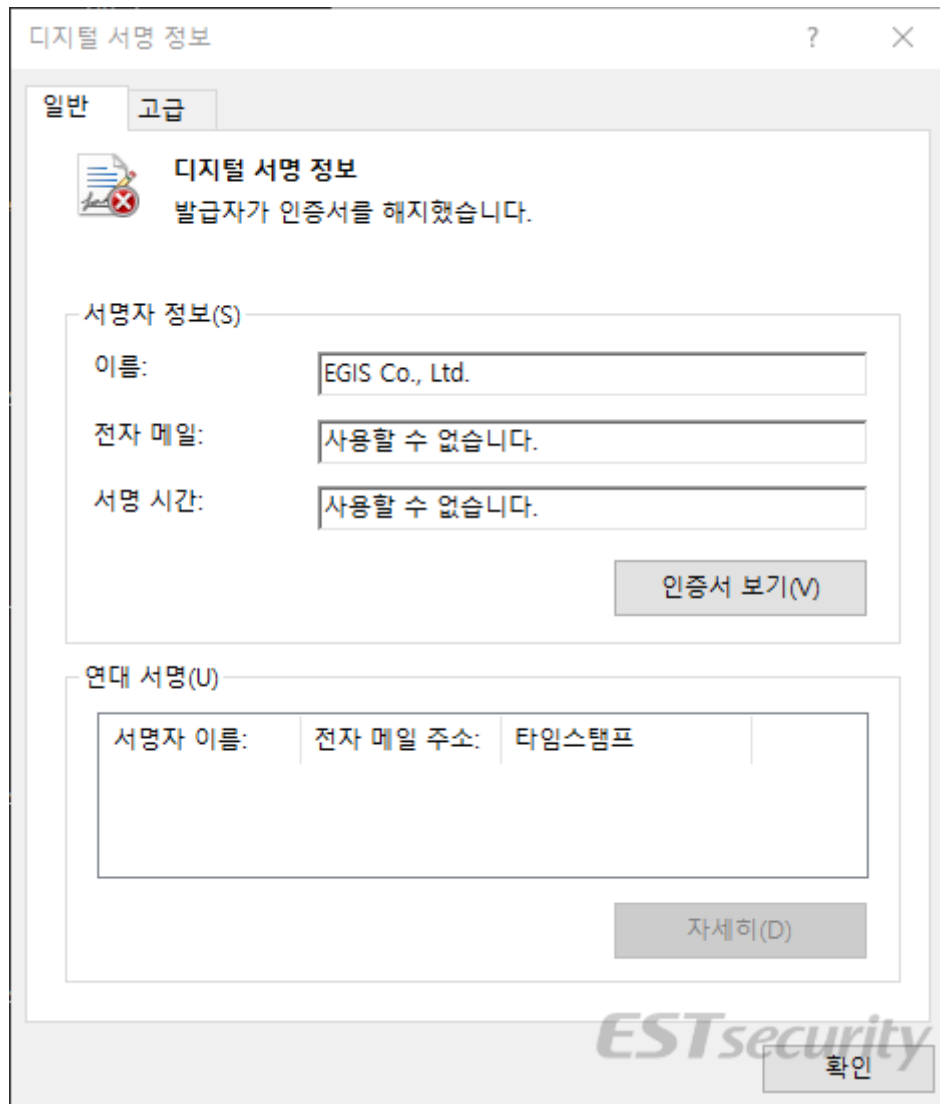 디지털 서명 정보
일반
고급
디지털 서명 정보
발급자가 인증서를 해지했습니다.
서명자 정보(S)
이름:
EGIS Co., Ltd.
전자 메일:
사용할 수 없습니다.
서명 시간:
사용할 수 없습니다.
인증서 보기(V)
연대 서명(U)
서명자 이름:
전자 메일 주소:
타임스탬프
자세히(D)
ESTsecurity
확인